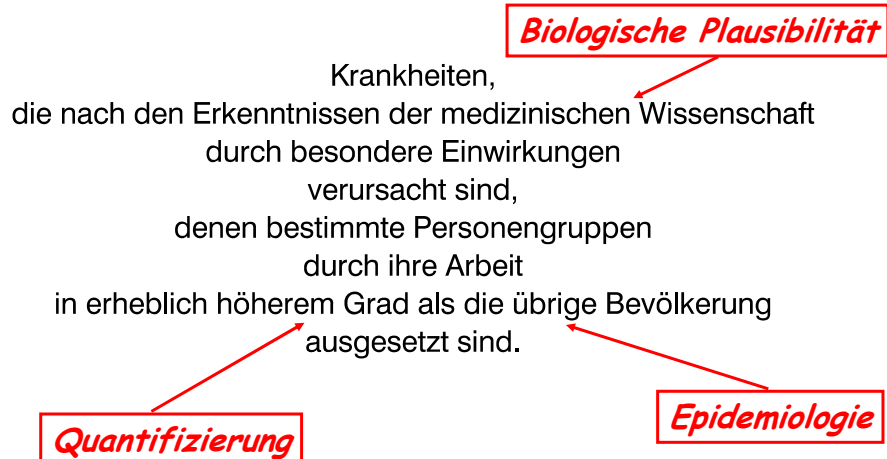 Biologische Plausibilität
Krankheiten,
die nach den Erkenntnissen der medizinischen Wissenschaft
durch besondere Einwirkungen
verursacht sind,
denen bestimmte Personengruppen
durch ihre Arbeit
in erheblich höherem Grad als die übrige Bevölkerung
ausgesetzt sind.
Epidemiologie
Quantifizierung